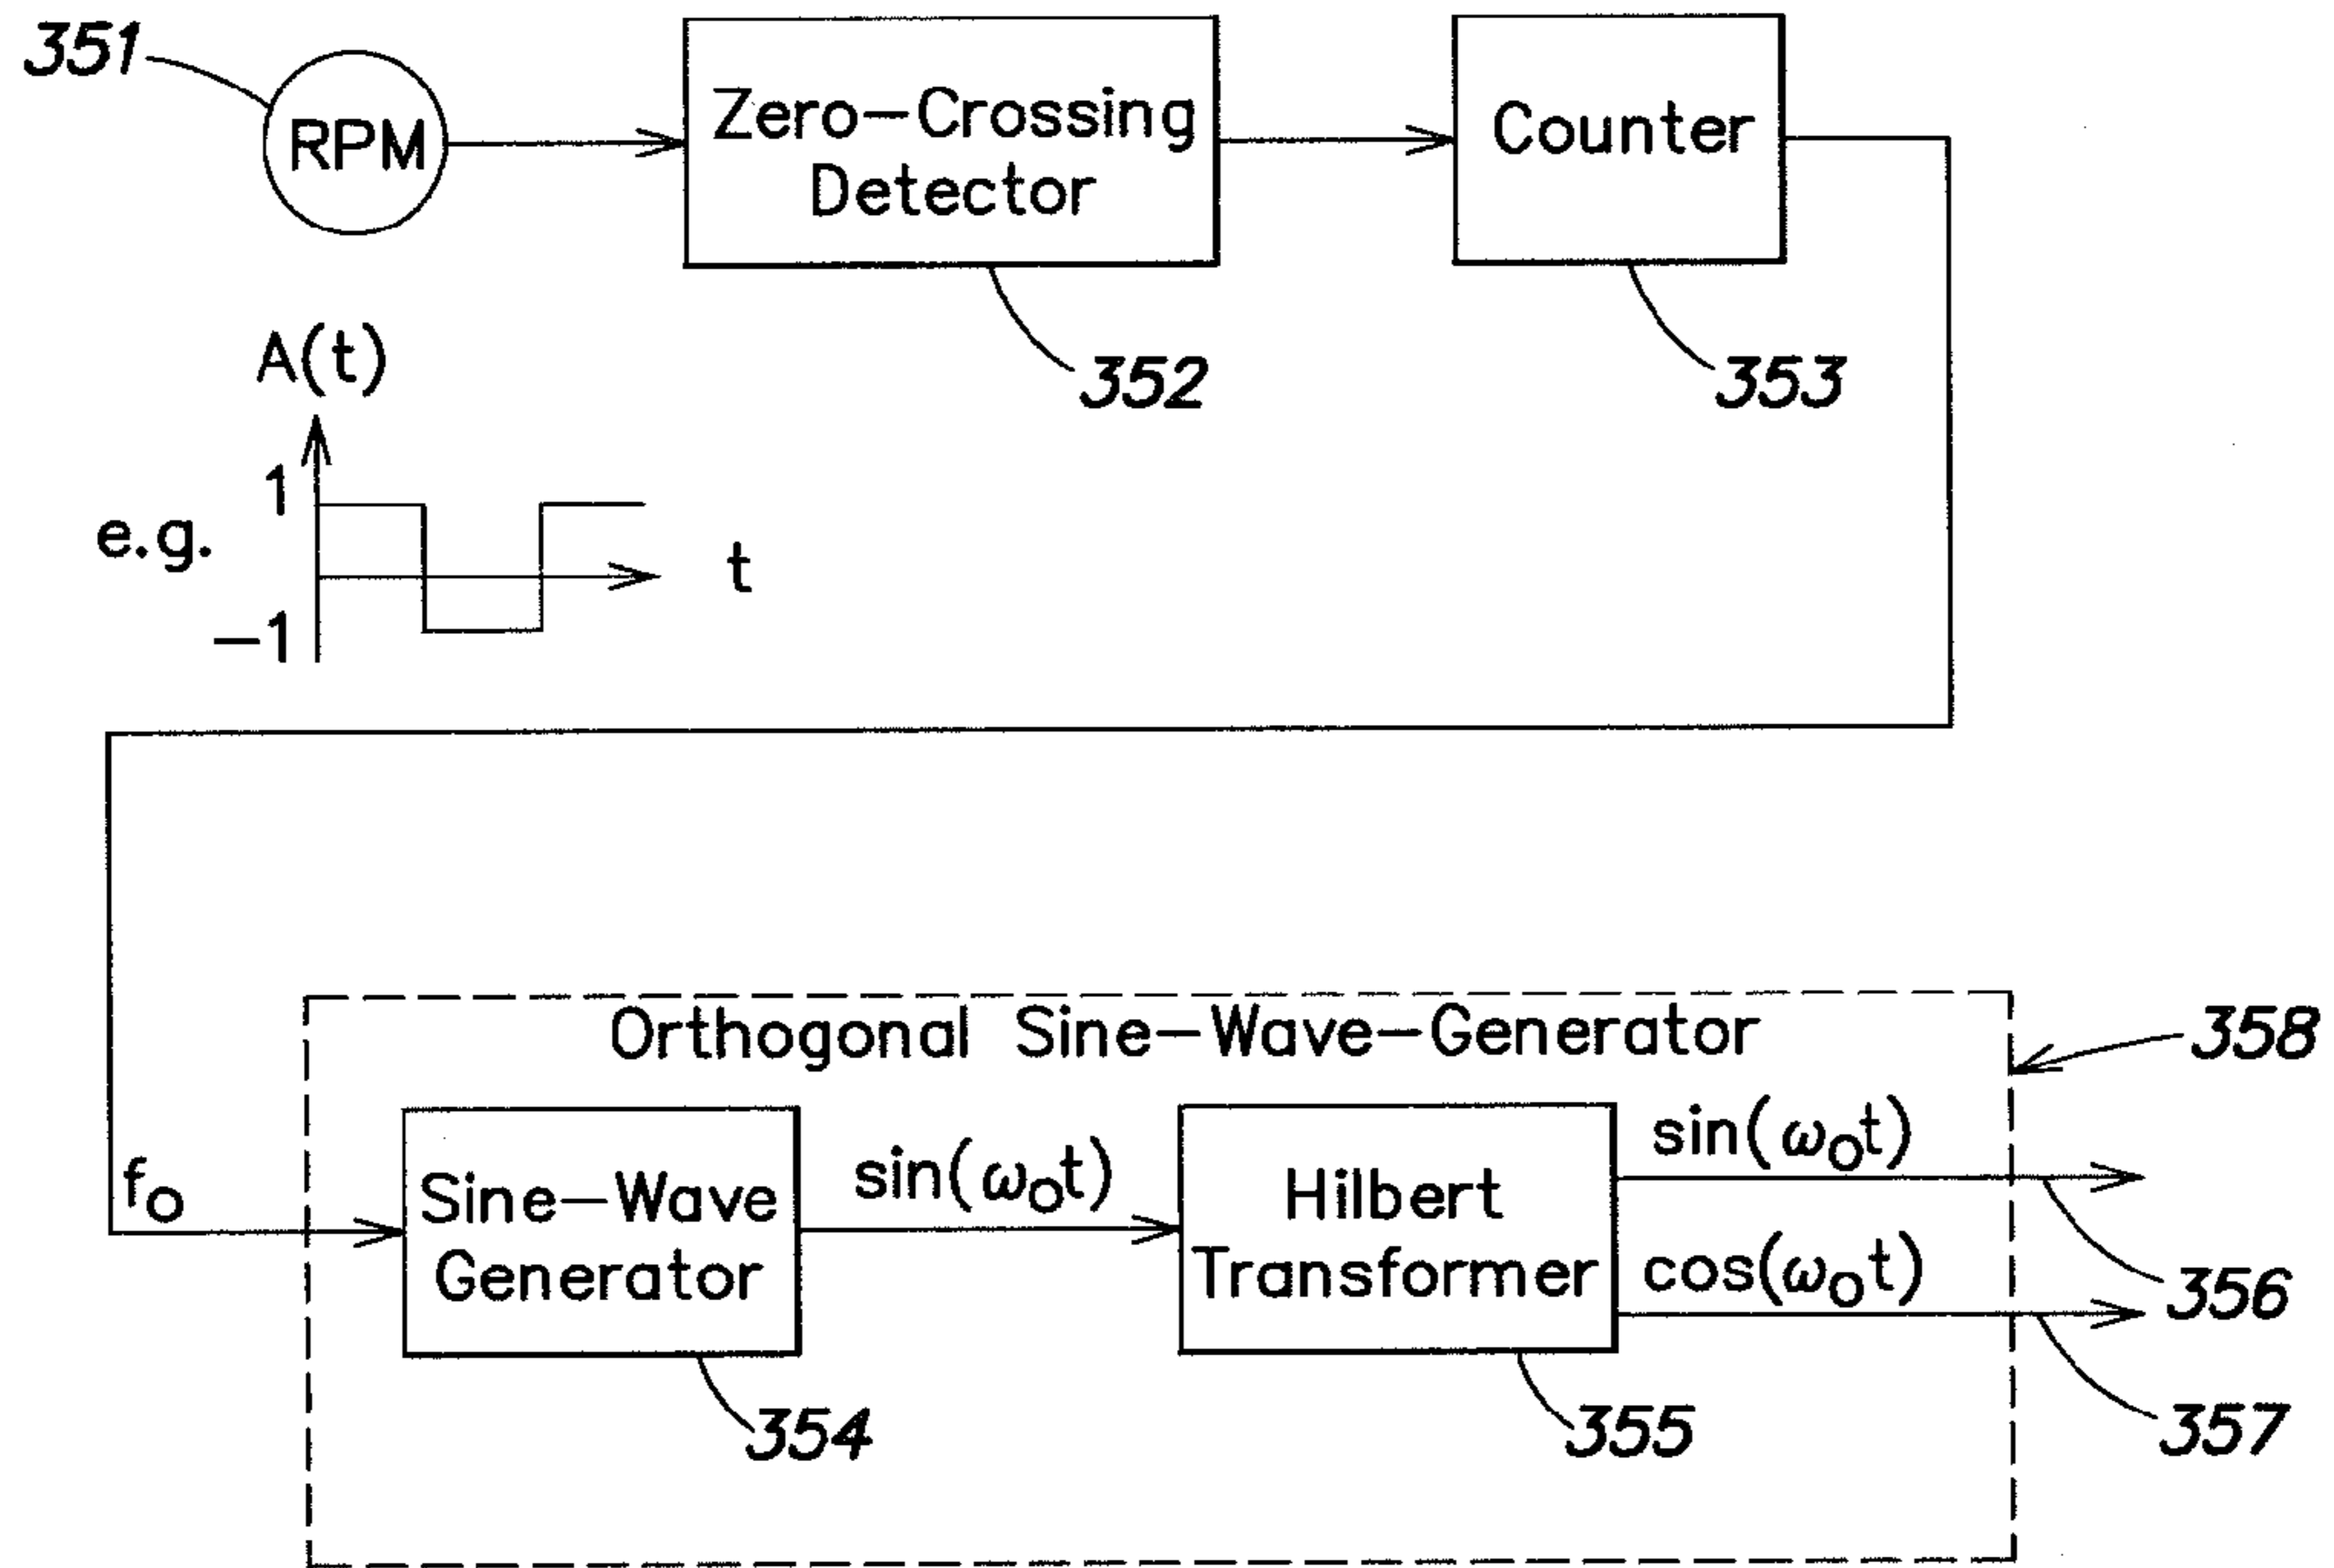 351
RPM
Zero-Crossing
Detector
Counter
352
353
A(t)
1
e.g.
t
-1
Orthogonal Sine-Wave-Generator
358
fo
Sine-Wave
Generator
sin(ωot)
Hilbert
Transformer
sin(ωot)
cos(ωot)
356
357
354
355